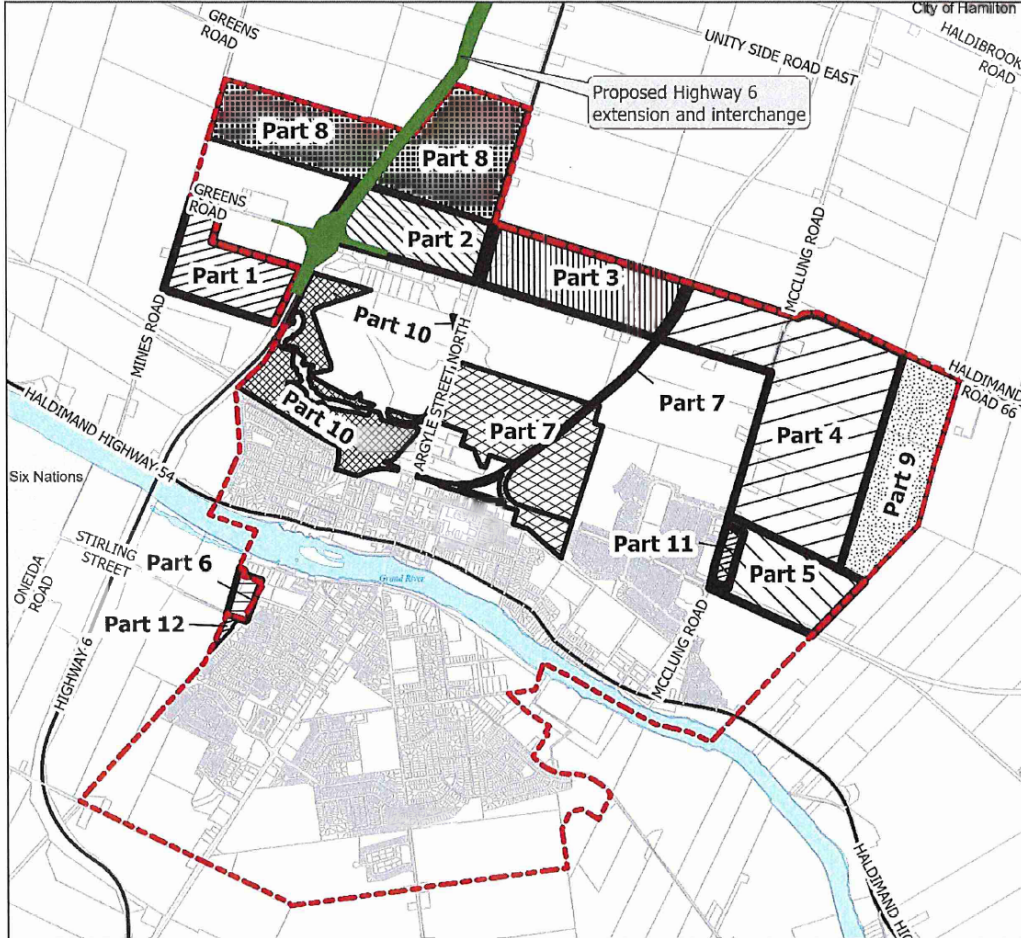 City of Hamilton
GREENS
ROAD
UNITY SIDE ROAD EAST
HALDIBROOK
ROAD
Proposed Highway 6
extension and interchange
Part 8
Part 8
GREENS
ROAD
Part 2
Part 1
Part 3
MCCLUNG ROAD
MINES ROAD
Part 10
ARGYLE STREET NORTH
HALDIMAND
ROAD 66
Part 7
Part 10
Part 7
Part 4
Part 9
HALDIMAND HIGHWAY 54
Six Nations
Part 11
Part 5
STIRLING
STREET
ONEIDA
ROAD
Part 6
Grand River
Part 12
MCCLUNG ROAD
HIGHWAY 6
HALDIMAND HI